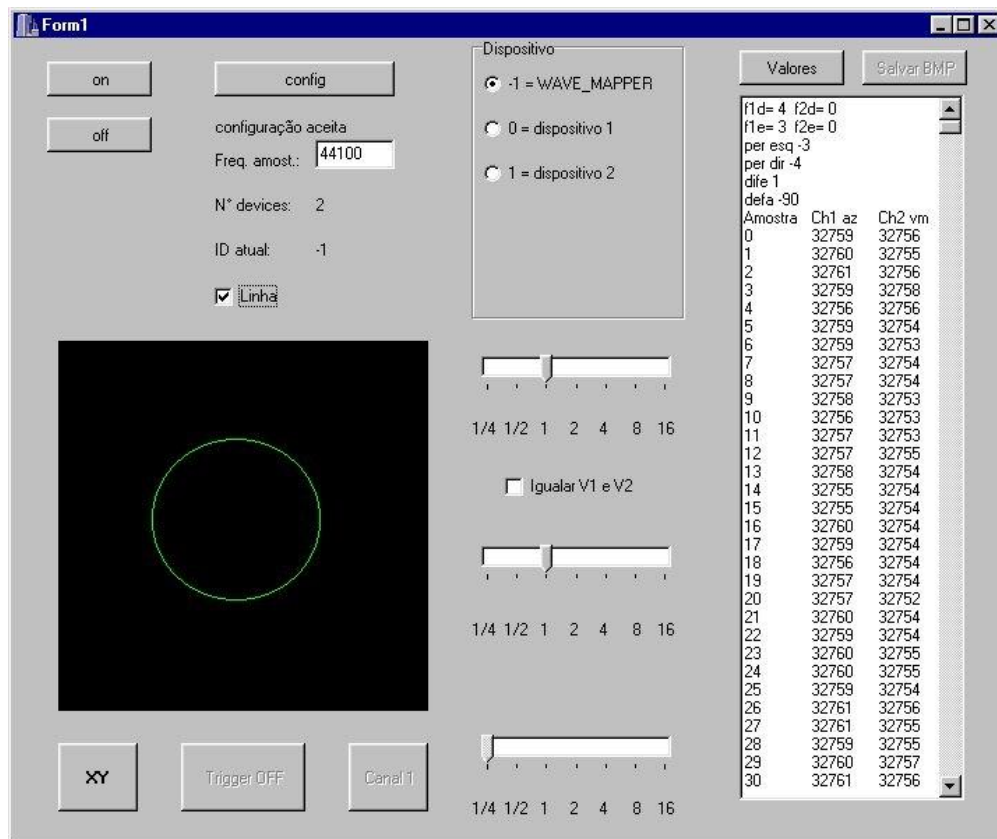 Form1
on
config
off
configuração aceita
Freq. amost.: 44100
N° devices: 2
ID atual: -1
Linha
Dispositivo
-1 = WAVE_MAPPER
0 = dispositivo 1
1 = dispositivo 2
1/4 1/2 1 2 4 8 16
Igualar V1 e V2
1/4 1/2 1 2 4 8 16
1/4 1/2 1 2 4 8 16
XY
Trigger OFF
Canal 1
Valores
Salvar BMP
f1d= 4 f2d= 0
f1e= 3 f2e= 0
per esq -3
per dir -4
dife 1
defa -90
Amostra Ch1 az Ch2 vm
0 32759 32756
1 32760 32755
2 32761 32756
3 32759 32758
4 32756 32756
5 32759 32754
6 32759 32753
7 32757 32754
8 32757 32754
9 32758 32753
10 32756 32753
11 32757 32753
12 32757 32755
13 32758 32754
14 32755 32754
15 32755 32754
16 32760 32754
17 32759 32754
18 32756 32754
19 32757 32754
20 32757 32752
21 32760 32754
22 32759 32754
23 32760 32755
24 32760 32755
25 32759 32754
26 32761 32756
27 32761 32755
28 32759 32755
29 32760 32757
30 32761 32756